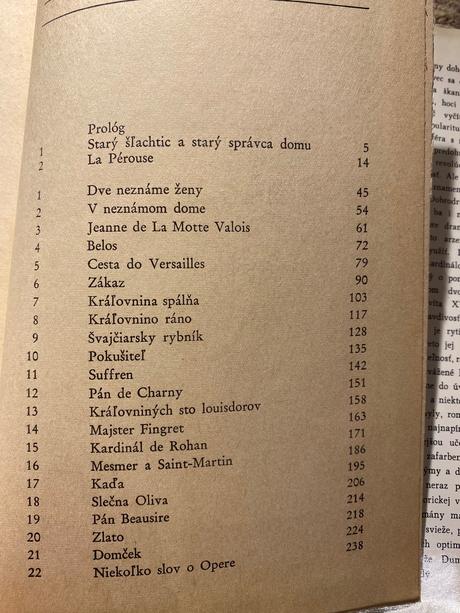 Prológ
1 Starý šľachtic a starý správca domu 5
2 La Pérouse 14
1 Dve neznáme ženy 45
2 V neznámom dome 54
3 Jeanne de La Motte Valois 61
4 Belos 72
5 Cesta do Versailles 79
6 Zákaz 90
7 Kráľovnina spálňa 103
8 Kráľovnino ráno 117
9 Švajčiarsky rybník 128
10 Pokušiteľ 135
11 Suffren 142
12 Pán de Charny 151
13 Kráľovniných sto louisdorov 158
14 Majster Fingret 163
15 Kardinál de Rohan 171
16 Mesmer a Saint-Martin 186
17 Kaďa 195
18 Slečna Oliva 206
19 Pán Beausire 214
20 Zlato 218
21 Domček 224
22 Niekoľko slov o Opere 238